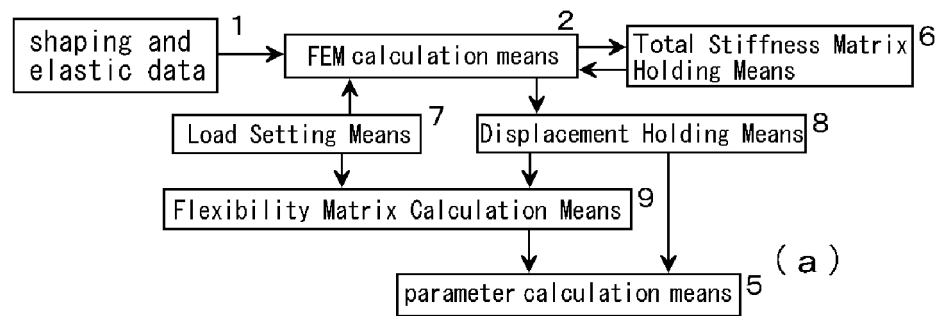 shaping and
elastic data
1
FEM calculation means
2
Total Stiffness Matrix
Holding Means
6
Load Setting Means
7
Displacement Holding Means
8
Flexibility Matrix Calculation Means
9
(a)
parameter calculation means
5